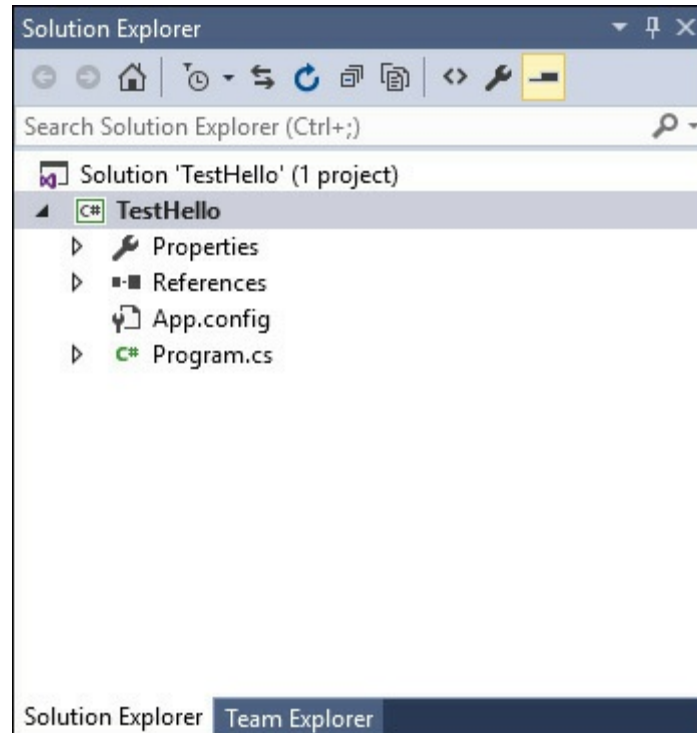 Solution Explorer
Search Solution Explorer (Ctrl+;)
Solution 'TestHello' (1 project)
C# TestHello
Properties
References
App.config
C# Program.cs
Solution Explorer Team Explorer